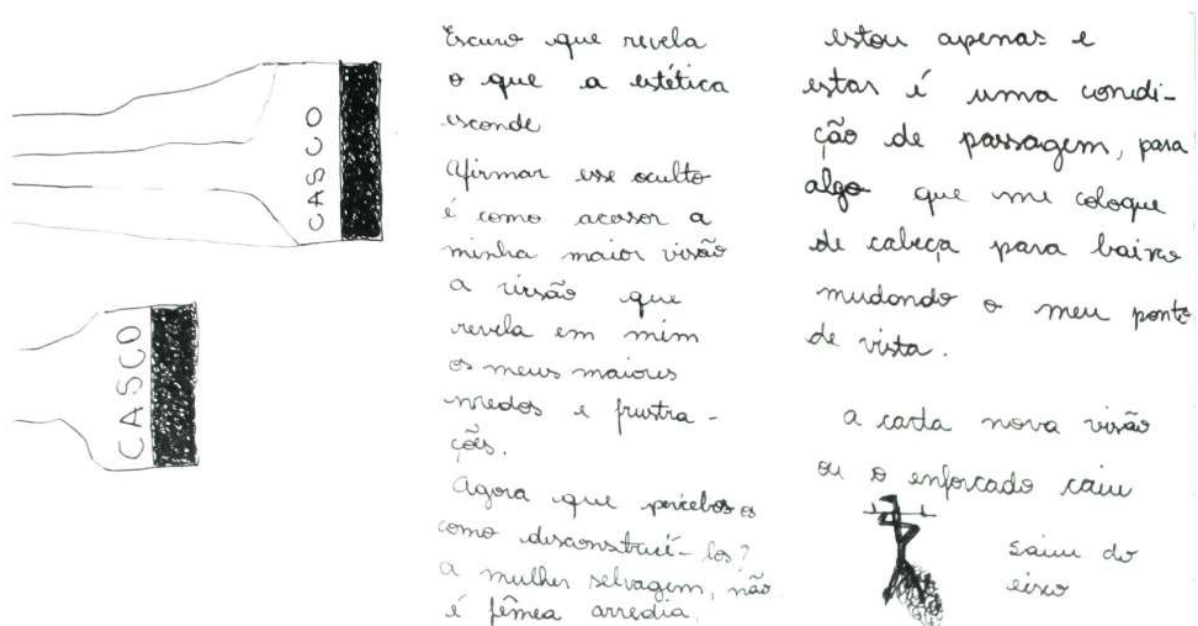 CASCO
CASCO
Escuro que revela
o que a estética
esconde
Afirmar esse oculto
é como acessar a
minha maior visão
a visão que
revela em mim
os meus maiores
medos e frustra-
ções.
Agora que percebos os
como desconstruí-los?
a mulher selvagem, não
é fêmea arredia.
estou apenas e
estar é uma condi-
ção de passagem, para
algo que me coloque
de cabeça para baixo
mudando o meu ponto
de vista.
a carta nova visão
ou o enforcado caiu
saiu do
eixo